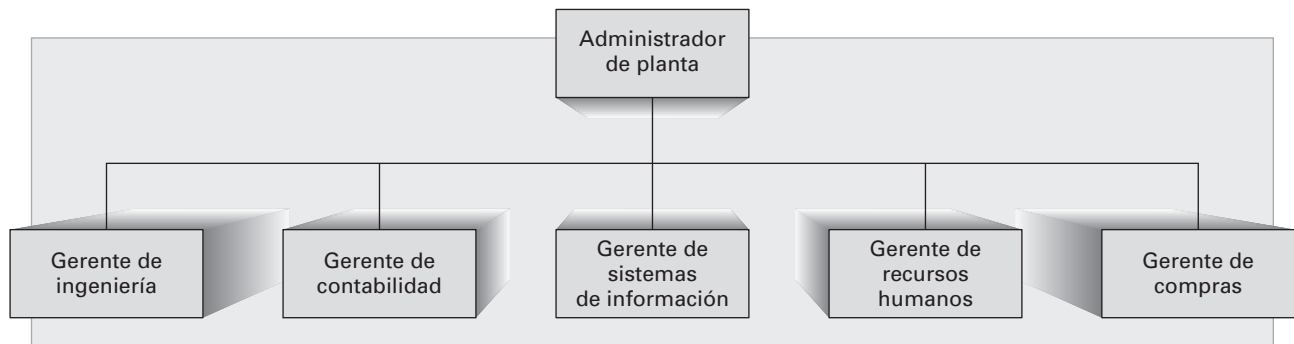 Administrador
de planta
Gerente de
ingeniería
Gerente de
contabilidad
Gerente de
sistemas
de información
Gerente de
recursos
humanos
Gerente de
compras